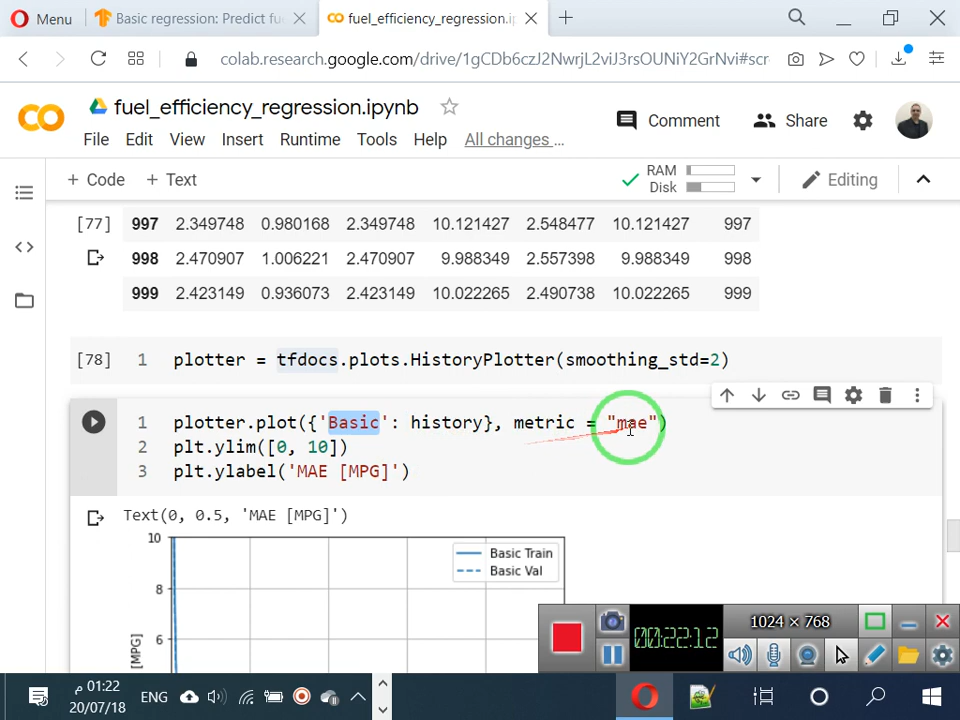 Menu
Basic regression: Predict fu
fuel_efficiency_regression.i
colab.research.google.com/drive/1gCDb6czJ2NwrjL2viJ3rsOUNiY2GrNvi#scr
fuel_efficiency_regression.ipynb
Comment
Share
File Edit View Insert Runtime Tools Help All changes …
+ Code + Text
RAM
Disk
Editing
[77] 997 2.349748 0.980168 2.349748 10.121427 2.548477 10.121427 997
998 2.470907 1.006221 2.470907 9.988349 2.557398 9.988349 998
999 2.423149 0.936073 2.423149 10.022265 2.490738 10.022265 999
[78] 1 plotter = tfdocs.plots.HistoryPlotter(smoothing_std=2)
1 plotter.plot({'Basic': history}, metric = "mae")
2 plt.ylim([0, 10])
3 plt.ylabel('MAE [MPG]')
Text(0, 0.5, 'MAE [MPG]')
10
Basic Train
Basic Val
8
6
[MPG]
1024 × 768
00:22:12
01:22 م
ENG
20/07/18